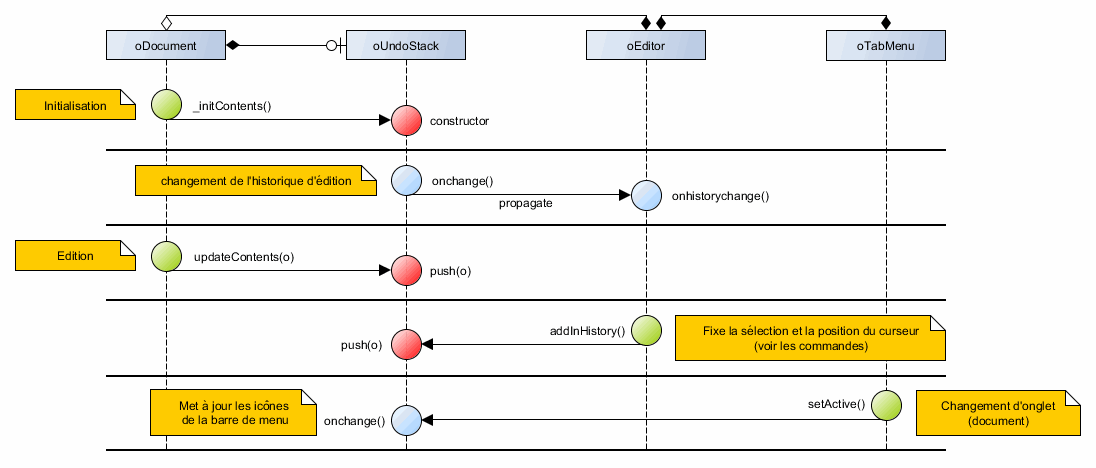 oDocument
oUndoStack
oEditor
oTabMenu
Initialisation
_initContents()
constructor
changement de l'historique d'édition
onchange()
propagate
onhistorychange()
Edition
updateContents(o)
push(o)
addInHistory()
push(o)
Fixe la sélection et la position du curseur
(voir les commandes)
Met à jour les icônes
de la barre de menu
onchange()
setActive()
Changement d'onglet
(document)